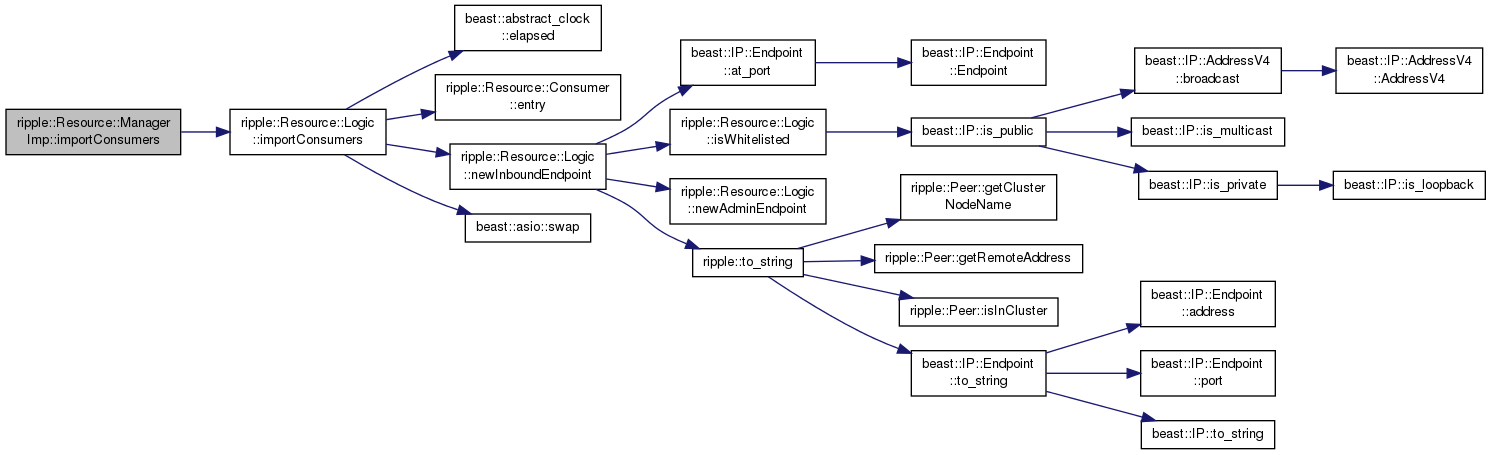 ripple::Resource::Manager
Imp::importConsumers
ripple::Resource::Logic
::importConsumers
beast::abstract_clock
::elapsed
ripple::Resource::Consumer
::entry
ripple::Resource::Logic
::newInboundEndpoint
beast::asio::swap
beast::IP::Endpoint
::at_port
ripple::Resource::Logic
::isWhitelisted
ripple::Resource::Logic
::newAdminEndpoint
ripple::to_string
beast::IP::Endpoint
::Endpoint
beast::IP::is_public
ripple::Peer::getCluster
NodeName
ripple::Peer::getRemoteAddress
ripple::Peer::isInCluster
beast::IP::Endpoint
::to_string
beast::IP::AddressV4
::broadcast
beast::IP::is_multicast
beast::IP::is_private
beast::IP::Endpoint
::address
beast::IP::Endpoint
::port
beast::IP::to_string
beast::IP::AddressV4
::AddressV4
beast::IP::is_loopback